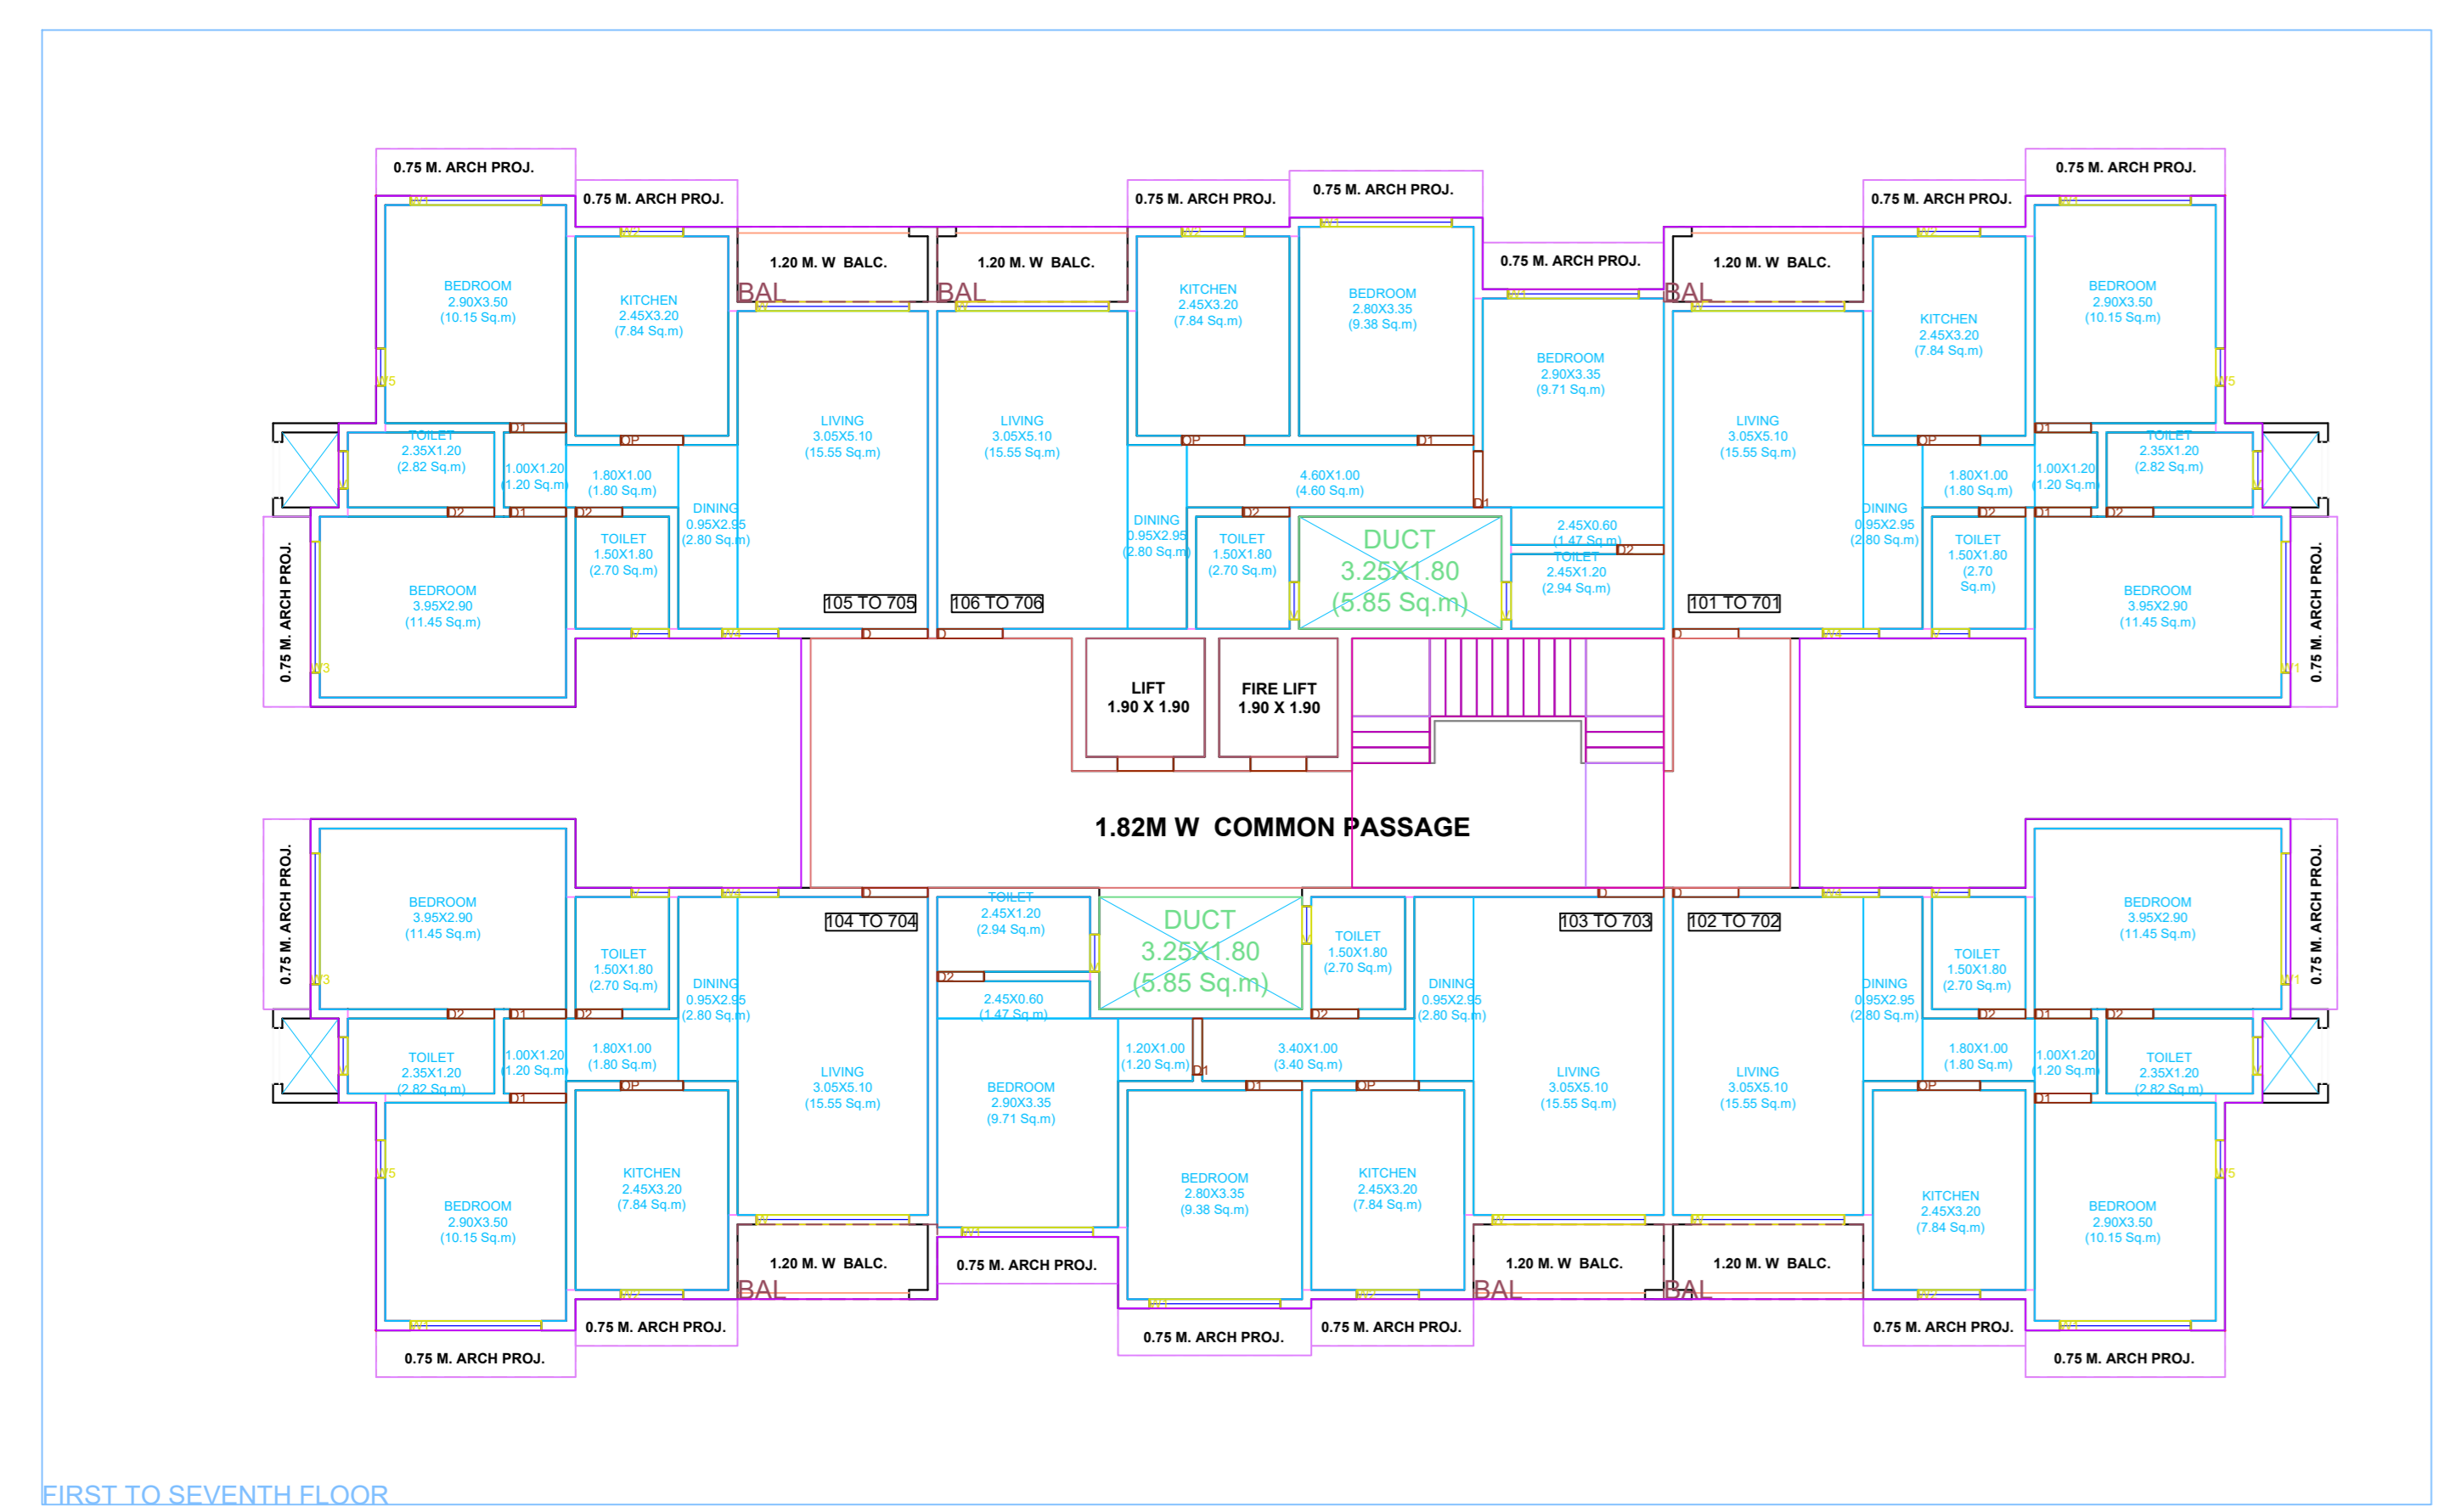 0.75 M. ARCH PROJ.
0.75 M. ARCH PROJ.
0.75 M. ARCH PROJ.
0.75 M. ARCH PROJ.
0.75 M. ARCH PROJ.
0.75 M. ARCH PROJ.
0.75 M. ARCH PROJ.
1.20 M. W BALC.
BAL
1.20 M. W BALC.
BAL
1.20 M. W BALC.
BAL
BEDROOM
2.90X3.50
(10.15 Sq.m)
KITCHEN
2.45X3.20
(7.84 Sq.m)
KITCHEN
2.45X3.20
(7.84 Sq.m)
BEDROOM
2.80X3.35
(9.38 Sq.m)
BEDROOM
2.90X3.35
(9.71 Sq.m)
KITCHEN
2.45X3.20
(7.84 Sq.m)
BEDROOM
2.90X3.50
(10.15 Sq.m)
LIVING
3.05X5.10
(15.55 Sq.m)
LIVING
3.05X5.10
(15.55 Sq.m)
LIVING
3.05X5.10
(15.55 Sq.m)
TOILET
2.35X1.20
(2.82 Sq.m)
1.00X1.20
(1.20 Sq.m)
1.80X1.00
(1.80 Sq.m)
4.60X1.00
(4.60 Sq.m)
1.80X1.00
(1.80 Sq.m)
1.00X1.20
(1.20 Sq.m)
TOILET
2.35X1.20
(2.82 Sq.m)
DINING
0.95X2.95
(2.80 Sq.m)
DINING
0.95X2.95
(2.80 Sq.m)
DINING
0.95X2.95
(2.80 Sq.m)
TOILET
1.50X1.80
(2.70 Sq.m)
TOILET
1.50X1.80
(2.70 Sq.m)
DUCT
3.25X1.80
(5.85 Sq.m)
2.45X0.60
(1.47 Sq.m)
TOILET
2.45X1.20
(2.94 Sq.m)
TOILET
1.50X1.80
(2.70
Sq.m)
BEDROOM
3.95X2.90
(11.45 Sq.m)
BEDROOM
3.95X2.90
(11.45 Sq.m)
0.75 M. ARCH PROJ.
0.75 M. ARCH PROJ.
105 TO 705
106 TO 706
101 TO 701
LIFT
1.90 X 1.90
FIRE LIFT
1.90 X 1.90
1.82M W COMMON PASSAGE
0.75 M. ARCH PROJ.
0.75 M. ARCH PROJ.
BEDROOM
3.95X2.90
(11.45 Sq.m)
104 TO 704
TOILET
2.45X1.20
(2.94 Sq.m)
DUCT
3.25X1.80
(5.85 Sq.m)
103 TO 703
102 TO 702
BEDROOM
3.95X2.90
(11.45 Sq.m)
TOILET
1.50X1.80
(2.70 Sq.m)
DINING
0.95X2.95
(2.80 Sq.m)
2.45X0.60
(1.47 Sq.m)
TOILET
1.50X1.80
(2.70 Sq.m)
DINING
0.95X2.95
(2.80 Sq.m)
DINING
0.95X2.95
(2.80 Sq.m)
TOILET
1.50X1.80
(2.70 Sq.m)
TOILET
2.35X1.20
(2.82 Sq.m)
1.00X1.20
(1.20 Sq.m)
1.80X1.00
(1.80 Sq.m)
1.20X1.00
(1.20 Sq.m)
3.40X1.00
(3.40 Sq.m)
1.80X1.00
(1.80 Sq.m)
1.00X1.20
(1.20 Sq.m)
TOILET
2.35X1.20
(2.82 Sq.m)
LIVING
3.05X5.10
(15.55 Sq.m)
BEDROOM
2.90X3.35
(9.71 Sq.m)
LIVING
3.05X5.10
(15.55 Sq.m)
LIVING
3.05X5.10
(15.55 Sq.m)
BEDROOM
2.90X3.50
(10.15 Sq.m)
KITCHEN
2.45X3.20
(7.84 Sq.m)
BEDROOM
2.80X3.35
(9.38 Sq.m)
KITCHEN
2.45X3.20
(7.84 Sq.m)
KITCHEN
2.45X3.20
(7.84 Sq.m)
BEDROOM
2.90X3.50
(10.15 Sq.m)
1.20 M. W BALC.
BAL
0.75 M. ARCH PROJ.
1.20 M. W BALC.
BAL
1.20 M. W BALC.
BAL
0.75 M. ARCH PROJ.
0.75 M. ARCH PROJ.
0.75 M. ARCH PROJ.
0.75 M. ARCH PROJ.
0.75 M. ARCH PROJ.
0.75 M. ARCH PROJ.
FIRST TO SEVENTH FLOOR